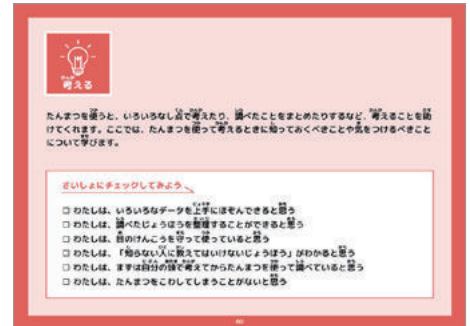 かんが
考える
たんまつを使うと、いろいろなし点で考えたり、調べたことをまとめたりするなど、考えることを助
けてくれます。ここでは、たんまつを使って考えるときに知っておくべきことや気をつけるべきこと
について学びます。
さいしょにチェックしてみよう
□ わたしは、いろいろなデータを上手にほぞんできると思う
□ わたしは、調べたじょうほうを整理することができると思う
□ わたしは、目のけんこうを守って使っていると思う
□ わたしは、「知らない人に教えてはいけないじょうほう」がわかると思う
□ わたしは、まずは自分の頭で考えてからたんまつを使って調べていると思う
□ わたしは、たんまつをこわしてしまうことがないと思う